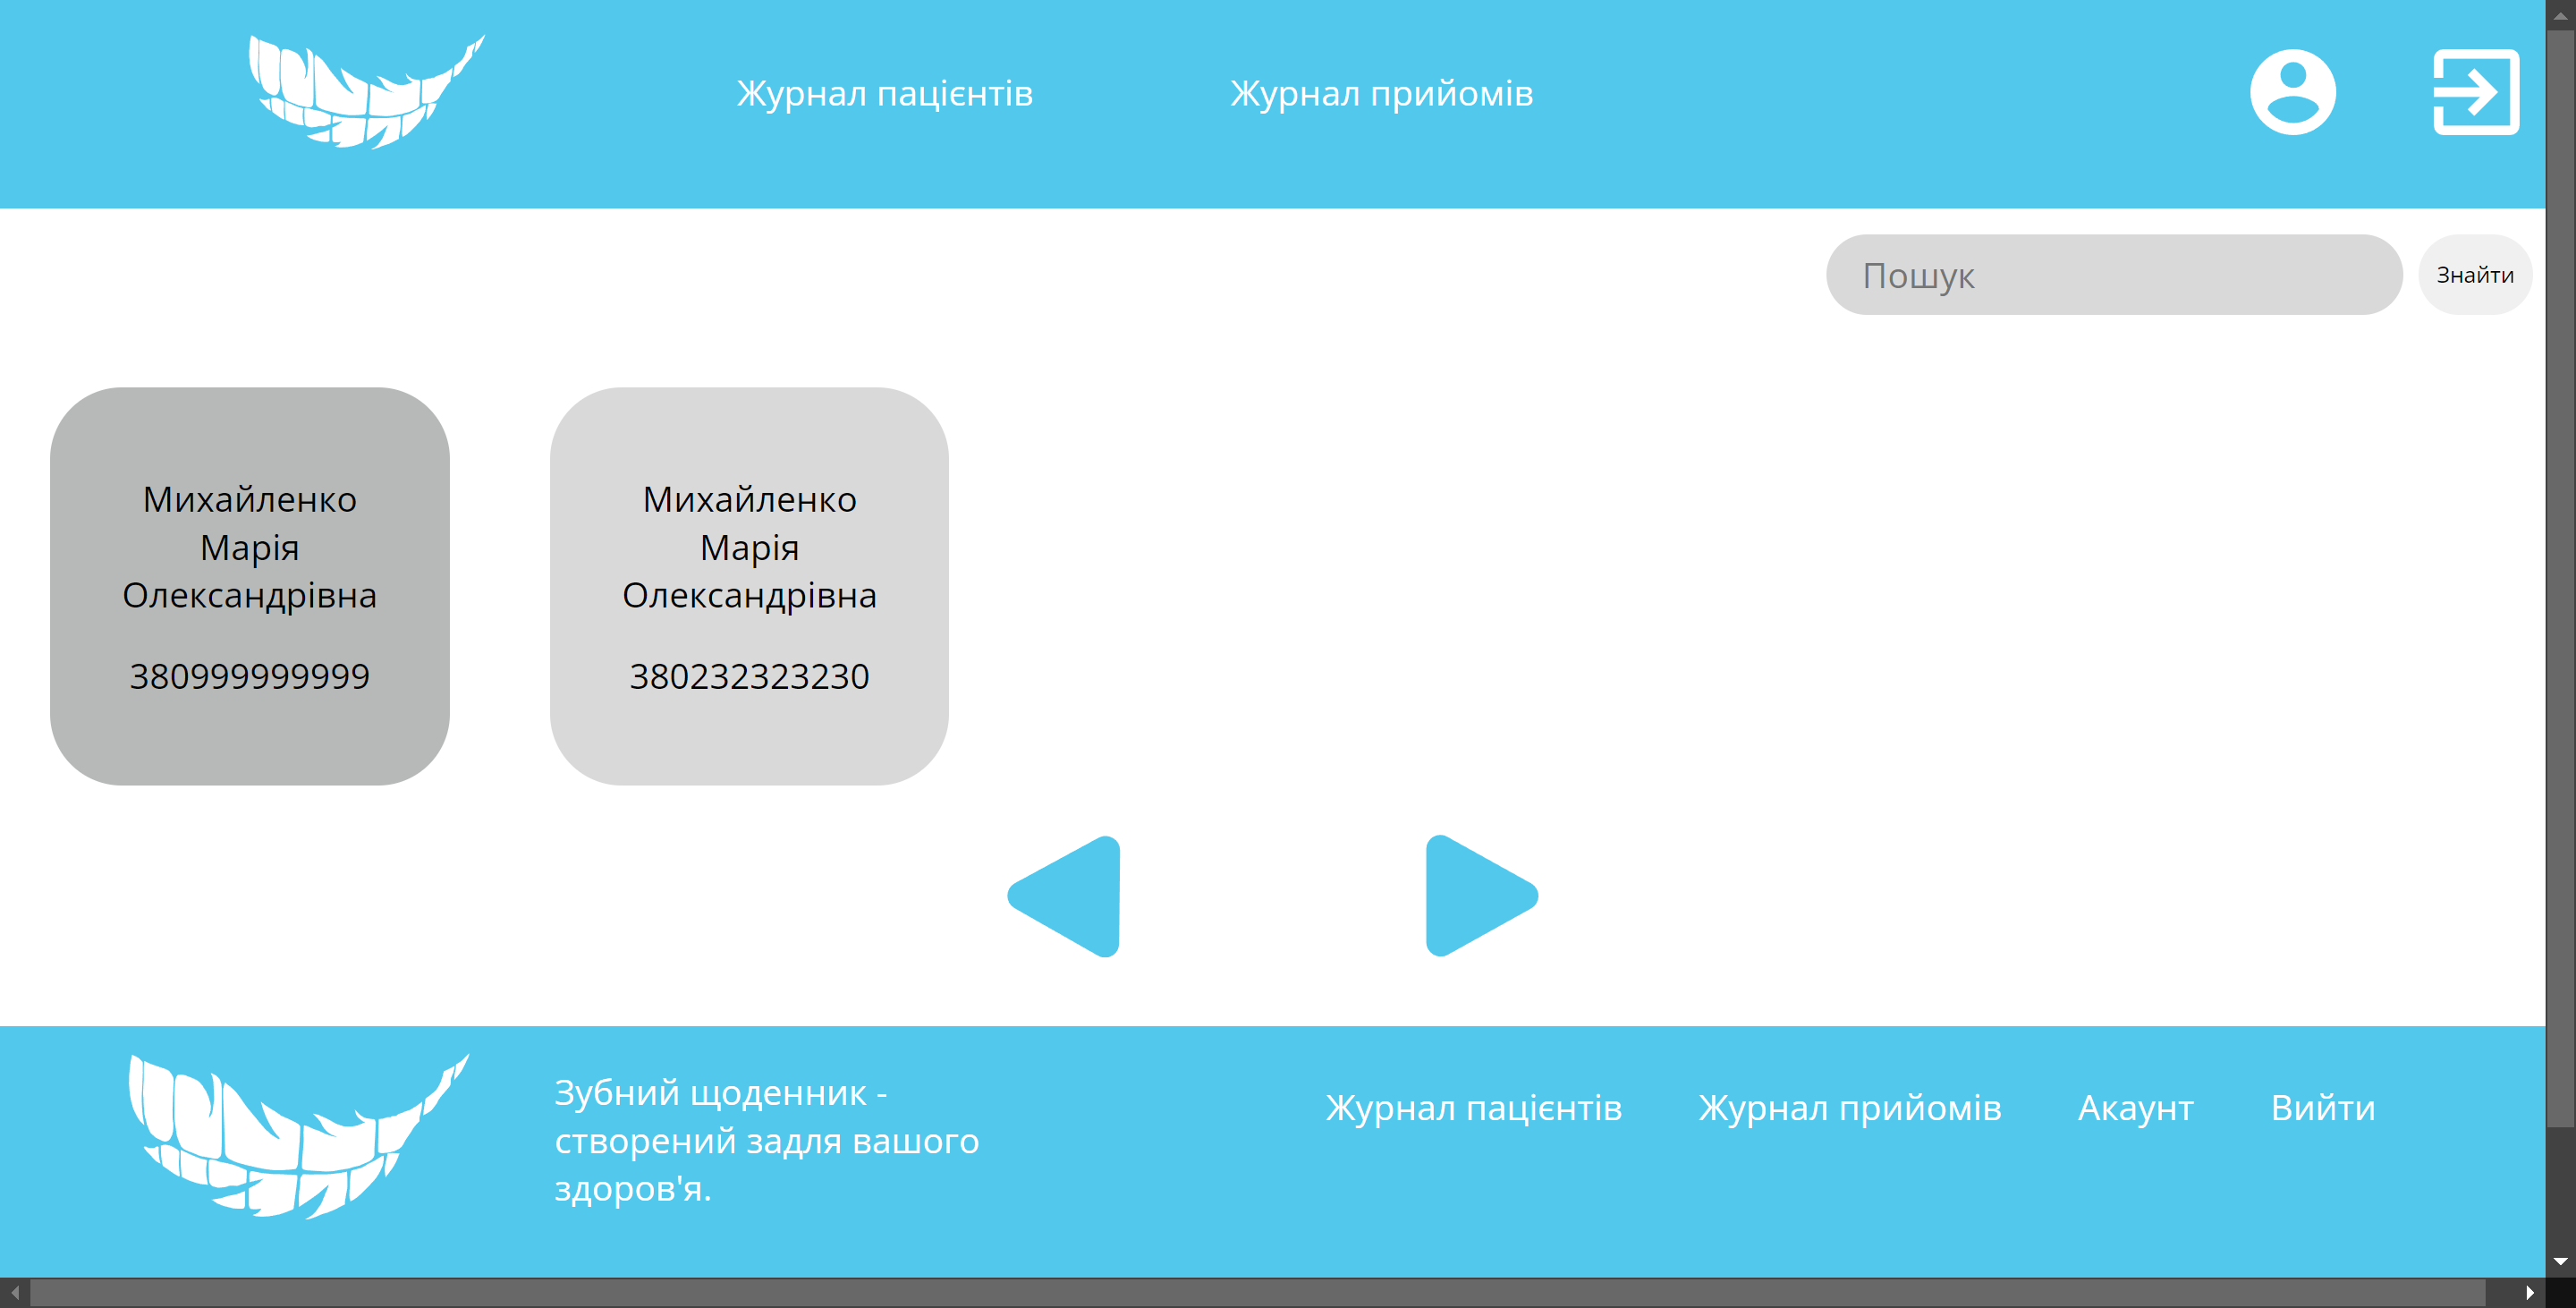 Журнал пацієнтів
Журнал прийомів
Пошук
Знайти
Михайленко
Марія
Олександрівна
380999999999
Михайленко
Марія
Олександрівна
380232323230
Зубний щоденник -
створений задля вашого
здоров'я.
Журнал пацієнтів
Журнал прийомів
Акаунт
Вийти